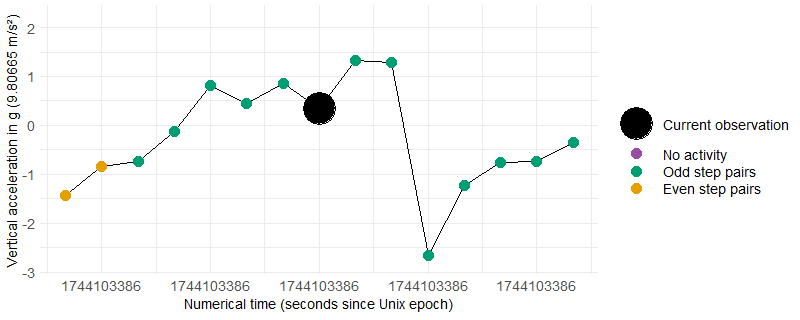 Vertical acceleration in g (9.80665 m/s²)
2
1
0
-1
-2
-3
1744103386 1744103386 1744103386 1744103386 1744103386
Numerical time (seconds since Unix epoch)
Current observation
No activity
Odd step pairs
Even step pairs